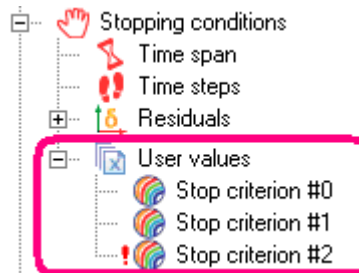 Stopping conditions
Time span
Time steps
δ Residuals
x User values
Stop criterion #0
Stop criterion #1
! Stop criterion #2